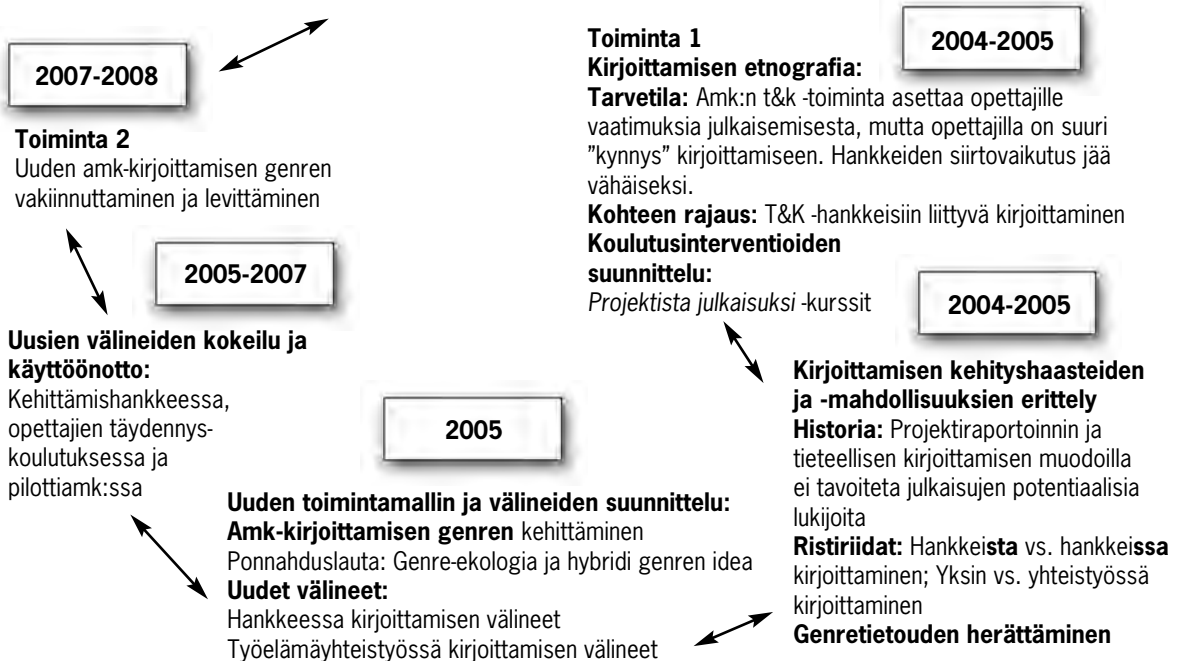 Toiminta 1
2004-2005
Kirjoittamisen etnografia:
Tarvetila: Amk:n t&k -toiminta asettaa opettajille
vaatimuksia julkaisemisesta, mutta opettajilla on suuri
”kynnys” kirjoittamiseen. Hankkeiden siirtovaikutus jää
vähäiseksi.
Kohteen rajaus: T&K -hankkeisiin liittyvä kirjoittaminen
Koulutusinterventioiden
suunnittelu:
Projektista julkaisuksi -kurssit
2004-2005
Kirjoittamisen kehityshaasteiden
ja -mahdollisuuksien erittely
Historia: Projektiraportoinnin ja
tieteellisen kirjoittamisen muodoilla
ei tavoiteta julkaisujen potentiaalisia
lukijoita
Ristiriidat: Hankkeista vs. hankkeissa
kirjoittaminen; Yksin vs. yhteistyössä
kirjoittaminen
Genretietouden herättäminen
2005
Uuden toimintamallin ja välineiden suunnittelu:
Amk-kirjoittamisen genren kehittäminen
Ponnahduslauta: Genre-ekologia ja hybridi genren idea
Uudet välineet:
Hankkeessa kirjoittamisen välineet
Työelämäyhteistyössä kirjoittamisen välineet
2005-2007
Uusien välineiden kokeilu ja
käyttöönotto:
Kehittämishankkeessa,
opettajien täydennys-
koulutuksessa ja
pilottiamk:ssa
2007-2008
Toiminta 2
Uuden amk-kirjoittamisen genren
vakiinnuttaminen ja levittäminen